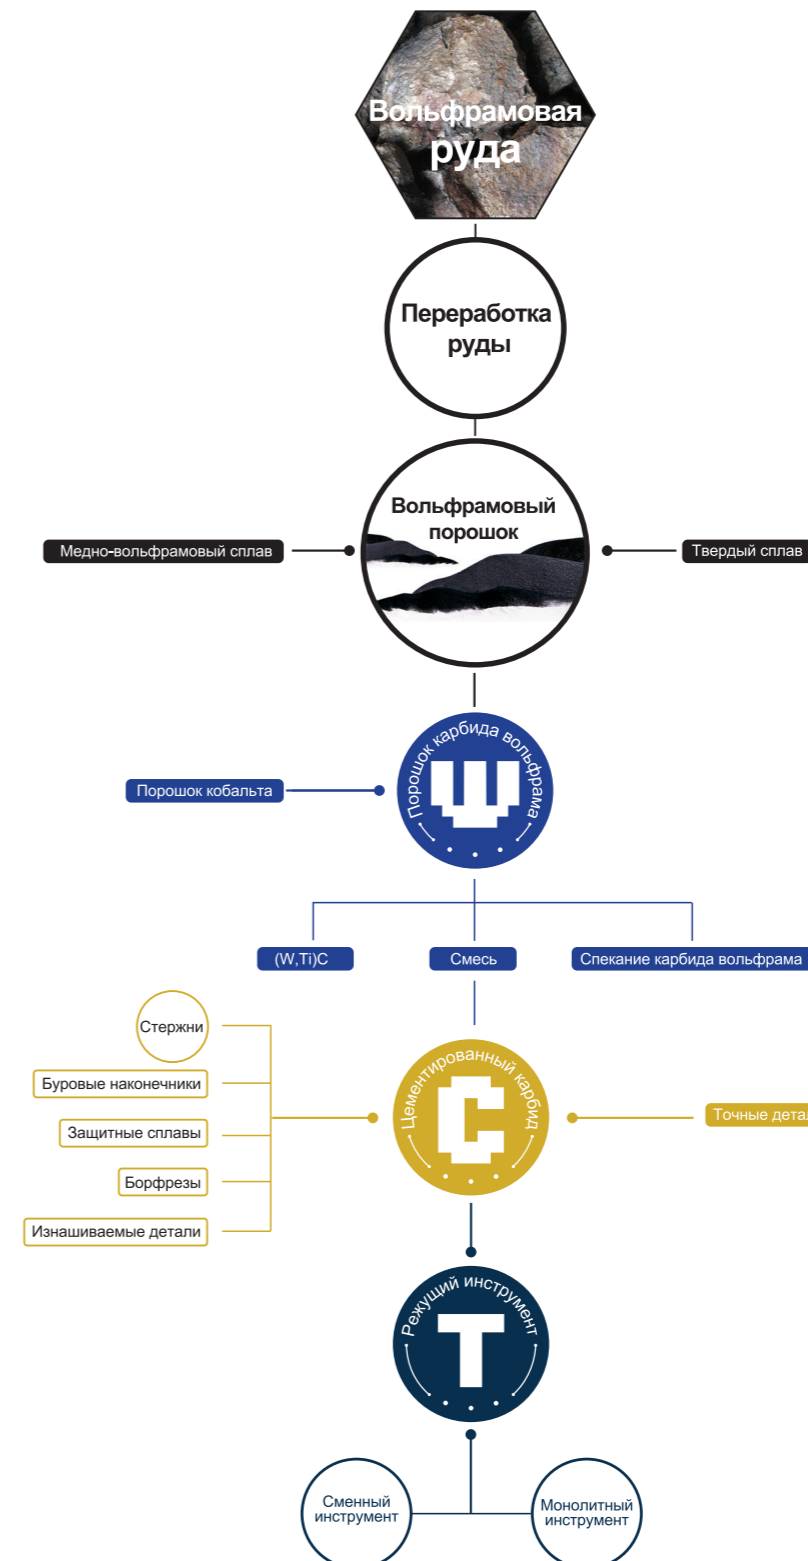 Вольфрамовая
руда
Переработка
руды
Вольфрамовый
порошок
Медно-вольфрамовый сплав
Твердый сплав
Порошок карбида вольфрама
Порошок кобальта
(W,Ti)C
Смесь
Спекание карбида вольфрама
Стержни
Буровые наконечники
Защитные сплавы
Борфрезы
Изнашиваемые детали
Цементированный карбид
C
Точные
Режущий инструмент
T
Сменный
инструмент
Монолитный
инструмент